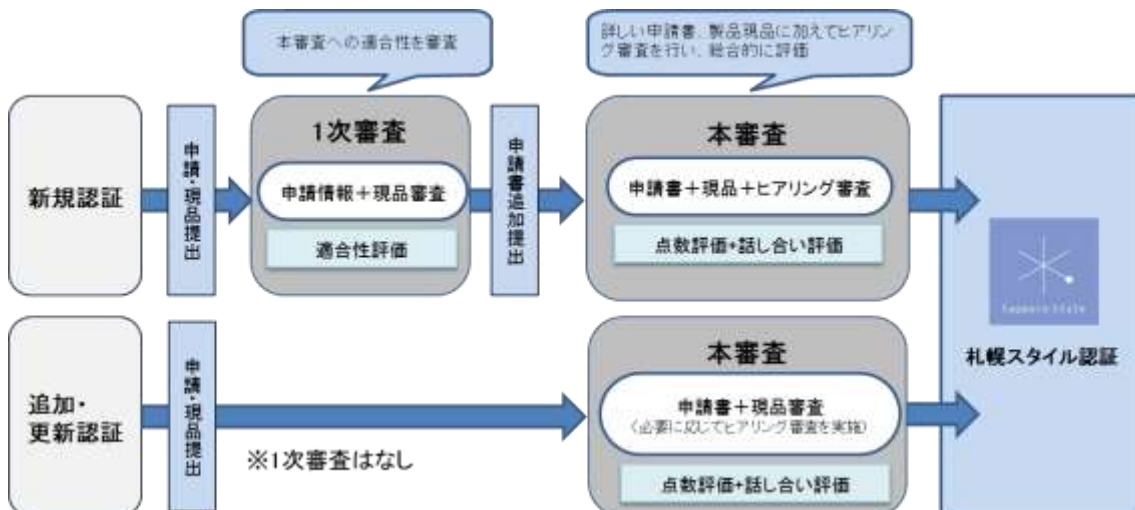 本審査への適合性を審査
詳しい申請書、製品現品に加えてヒアリン
グ審査を行い、総合的に評価
新規認証
申請・現品提出
1次審査
申請情報+現品審査
適合性評価
申請書追加提出
本審査
申請書+現品+ヒアリング審査
点数評価+話し合い評価
Sapporo Style
札幌スタイル認証
追加・
更新認証
申請・現品提出
※1次審査はなし
本審査
申請書+現品審査
(必要に応じてヒアリング審査を実施)
点数評価+話し合い評価